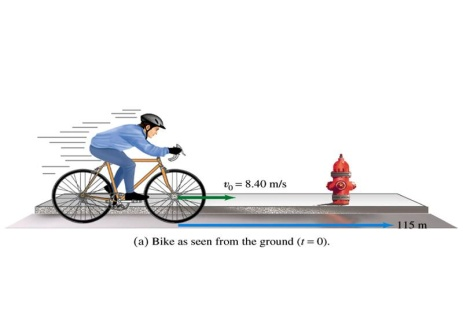 v₀ = 8.40 m/s
115 m
(a) Bike as seen from the ground (t = 0).